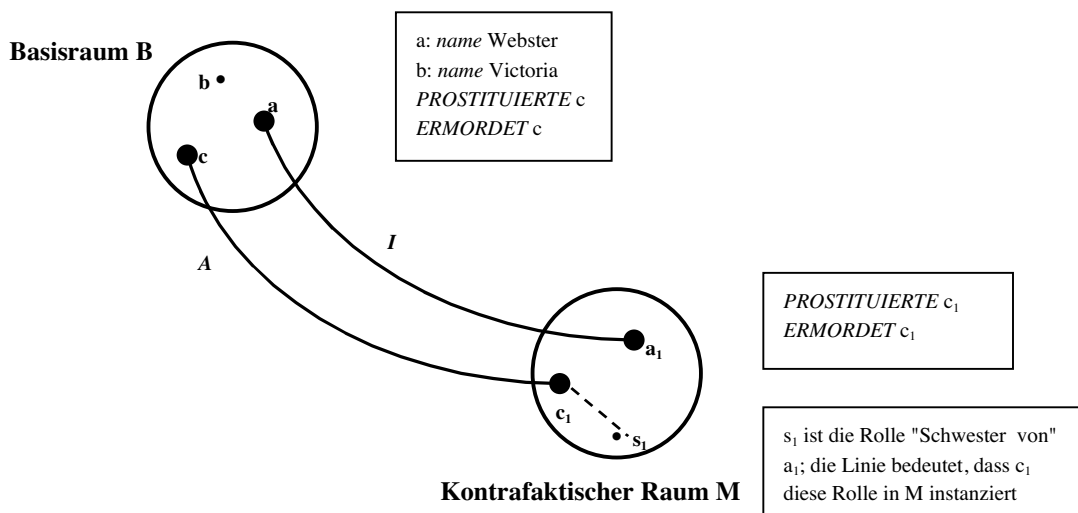 Basisraum B
b
a
c
a: name Webster
b: name Victoria
PROSTITUIERTE c
ERMORDET c
I
A
PROSTITUIERTE c₁
ERMORDET c₁
a₁
c₁
s₁
s₁ ist die Rolle "Schwester von"
a₁; die Linie bedeutet, dass c₁
diese Rolle in M instanziert
Kontrafaktischer Raum M